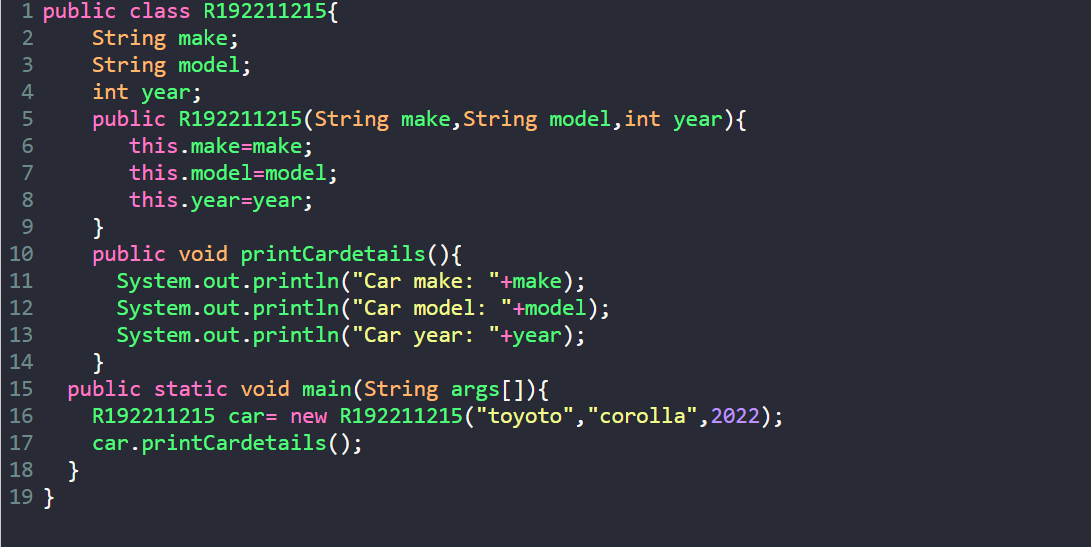 1 public class R192211215{
2     String make;
3     String model;
4     int year;
5     public R192211215(String make,String model,int year){
6        this.make=make;
7        this.model=model;
8        this.year=year;
9     }
10     public void printCardetails(){
11       System.out.println("Car make: "+make);
12       System.out.println("Car model: "+model);
13       System.out.println("Car year: "+year);
14     }
15   public static void main(String args[]){
16     R192211215 car= new R192211215("toyoto","corolla",2022);
17     car.printCardetails();
18   }
19 }